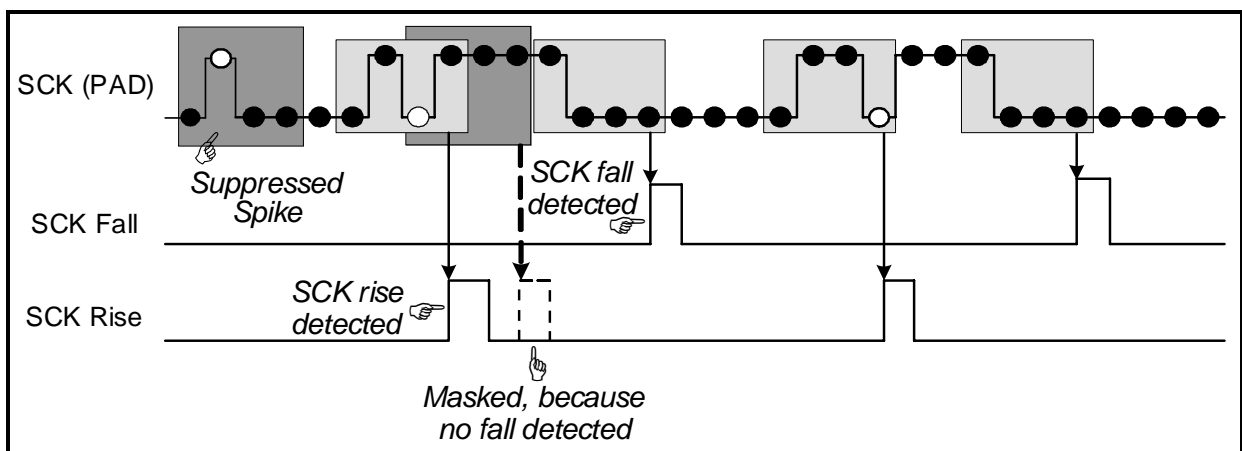 SCK (PAD)
Suppressed
Spike
SCK fall
detected
SCK Fall
SCK rise
detected
SCK Rise
Masked, because
no fall detected